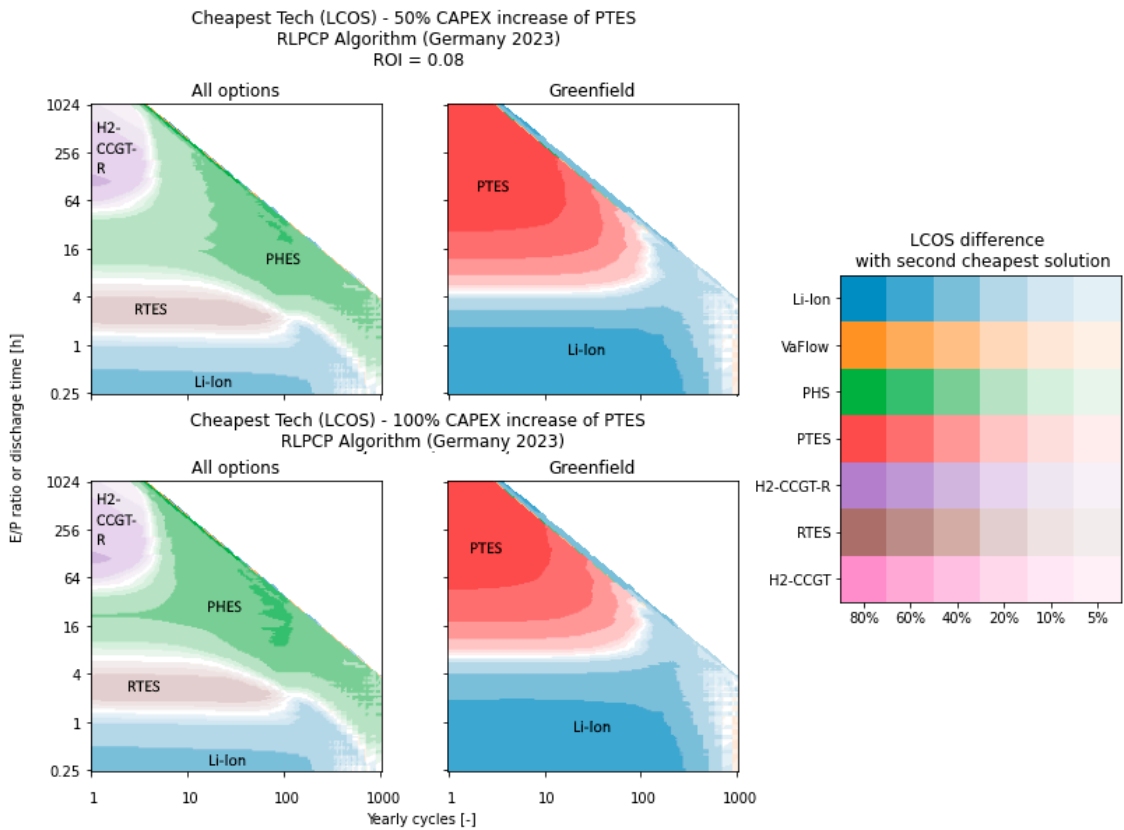 Cheapest Tech (LCOS) - 50% CAPEX increase of PTES
RLPCP Algorithm (Germany 2023)
ROI = 0.08
All options
Greenfield
1024
256
64
16
4
1
0.25
H2-
CCGT-
R
PHES
RTES
Li-Ion
PTES
Li-Ion
Cheapest Tech (LCOS) - 100% CAPEX increase of PTES
RLPCP Algorithm (Germany 2023)
All options
Greenfield
1024
256
64
16
4
1
0.25
H2-
CCGT-
R
PHES
RTES
Li-Ion
PTES
Li-Ion
1 10 100 1000
1 10 100 1000
Yearly cycles [-]
E/P ratio or discharge time [h]
LCOS difference
with second cheapest solution
Li-Ion
VaFlow
PHS
PTES
H2-CCGT-R
RTES
H2-CCGT
80% 60% 40% 20% 10% 5%